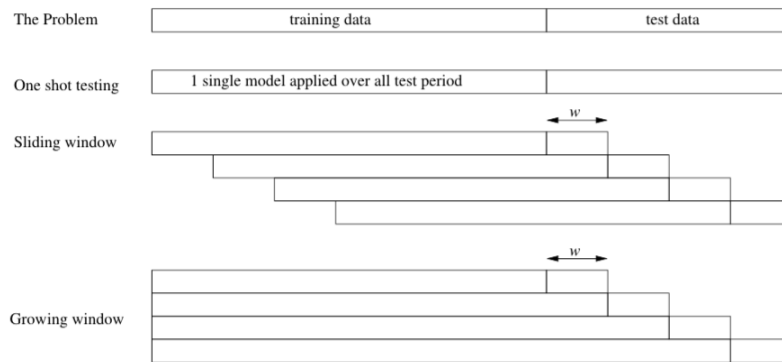 The Problem
training data
test data
One shot testing
1 single model applied over all test period
w
Sliding window
w
Growing window